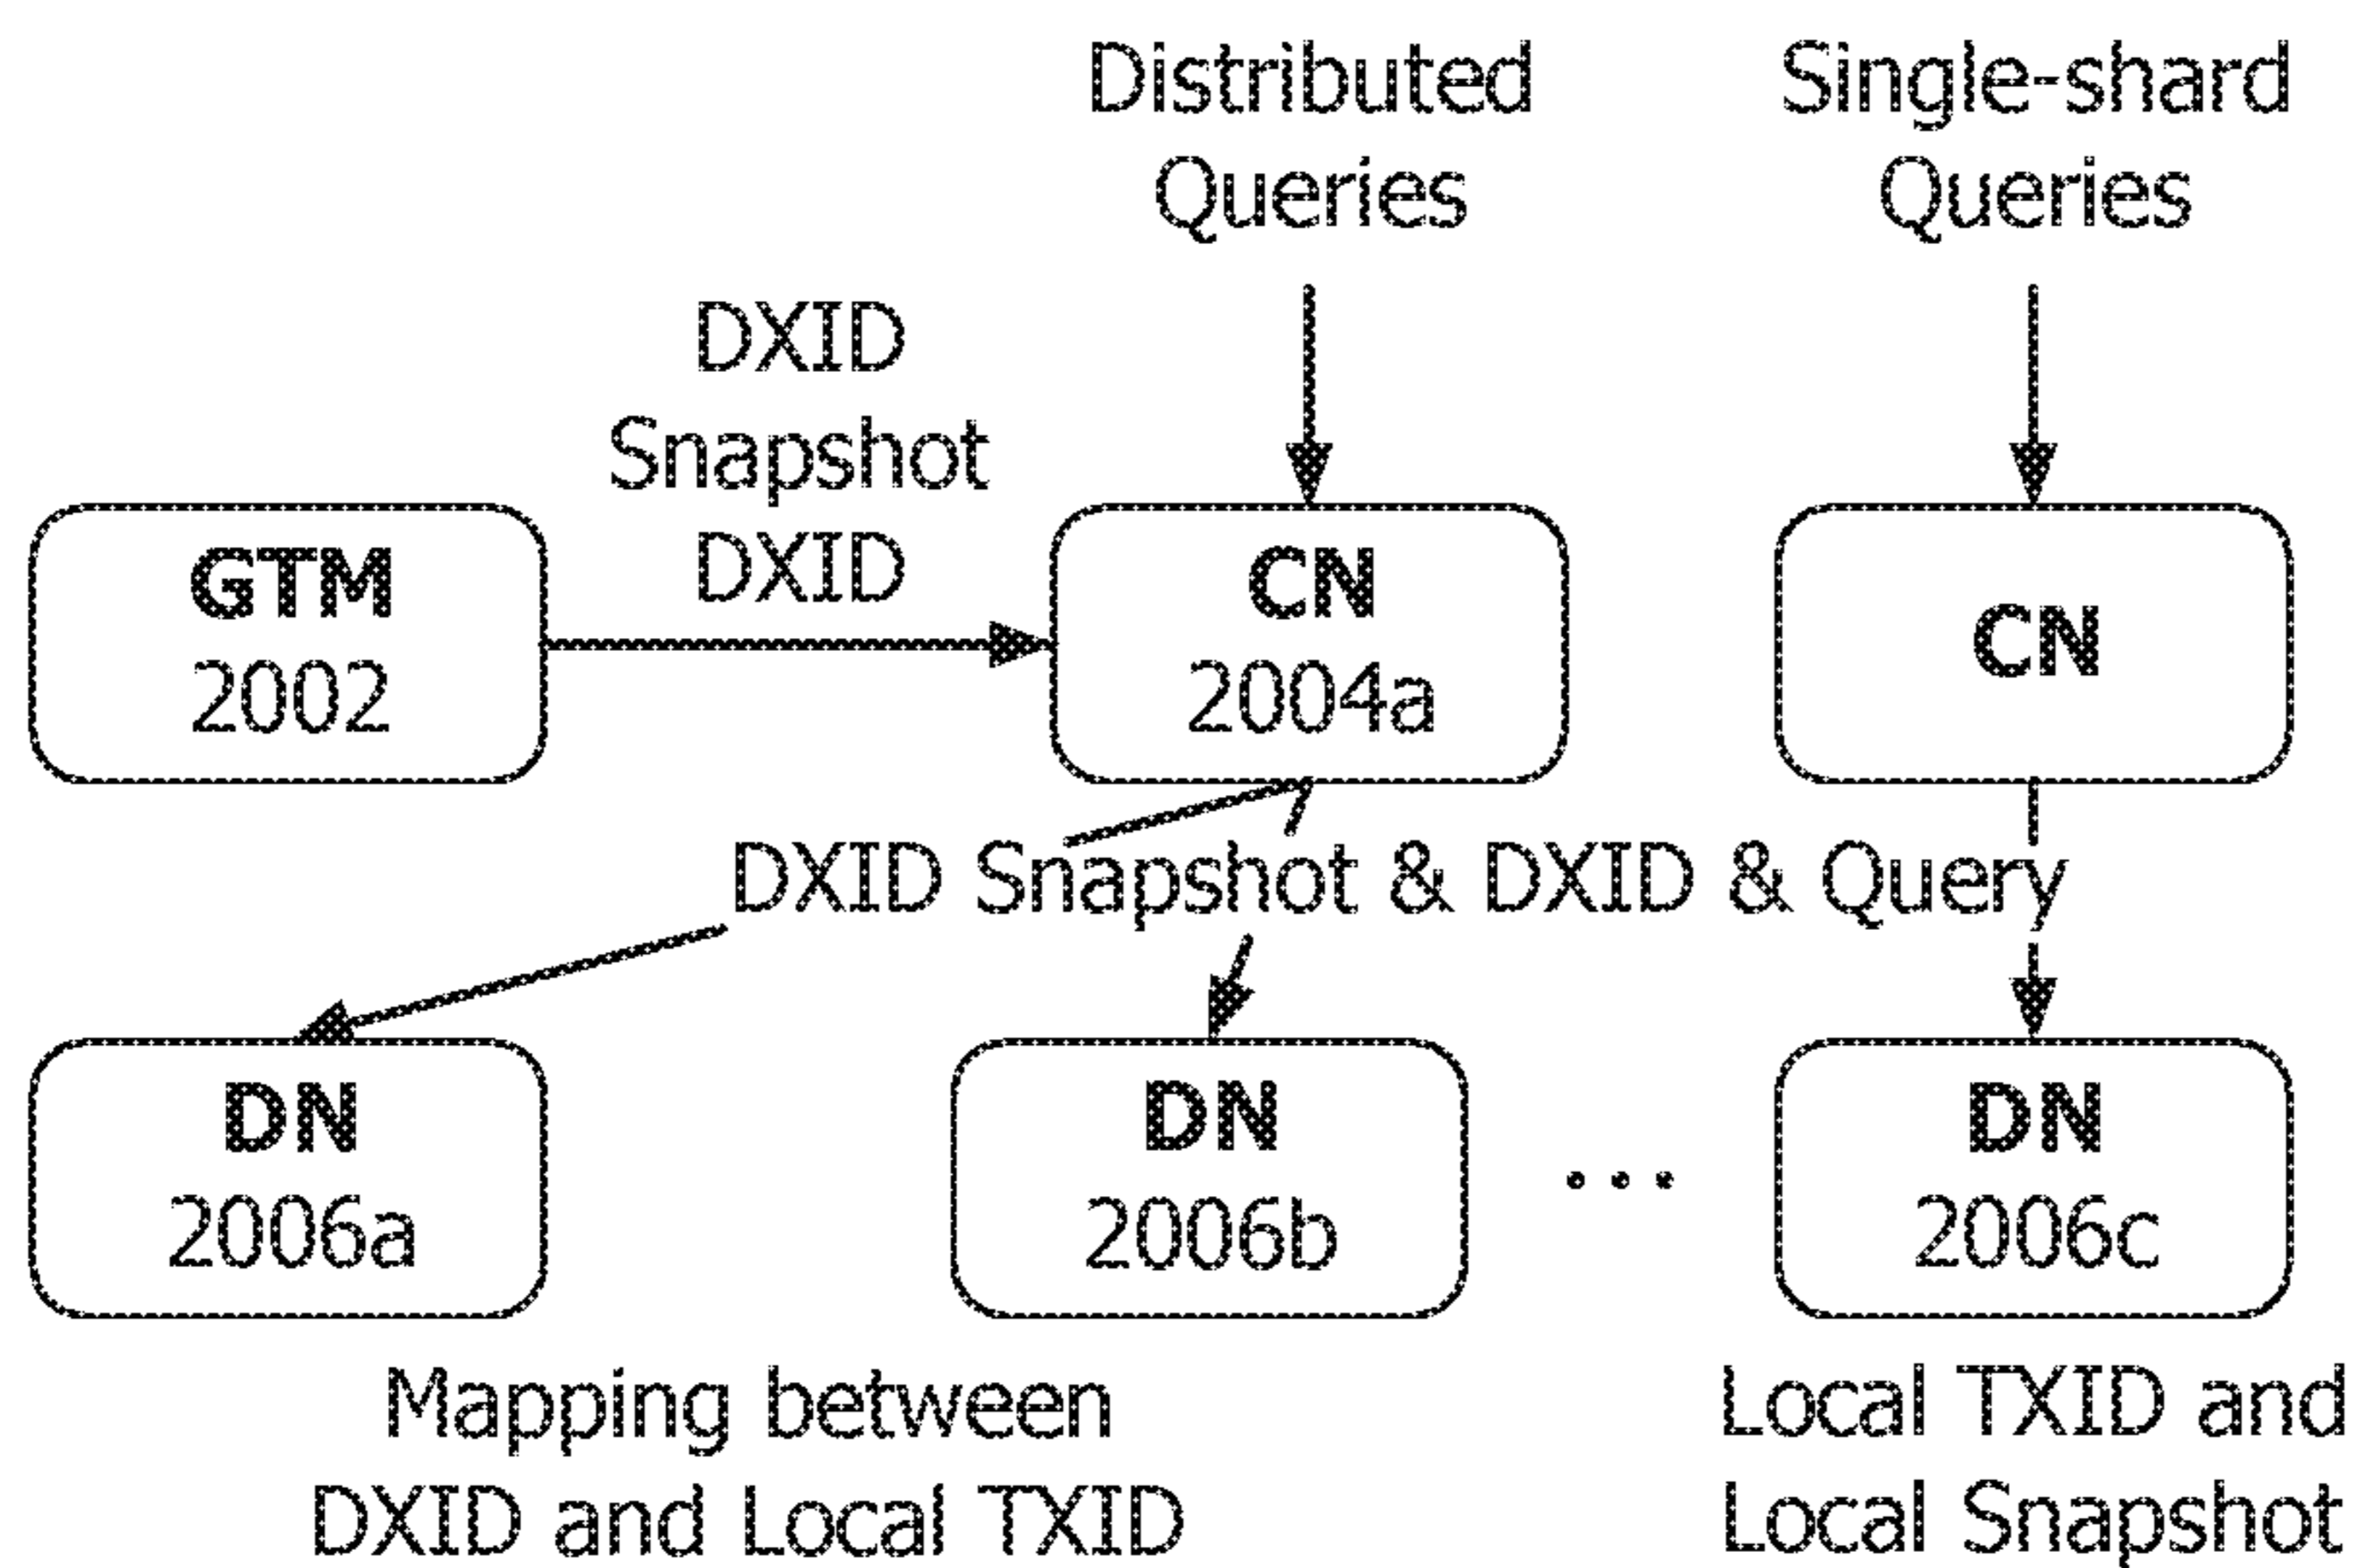 Distributed
Queries
Single-shard
Queries
DXID
Snapshot
DXID
GTM
2002
CN
2004a
CN
DXID Snapshot & DXID & Query
DN
2006a
DN
2006b
...
DN
2006c
Mapping between
DXID and Local TXID
Local TXID and
Local Snapshot